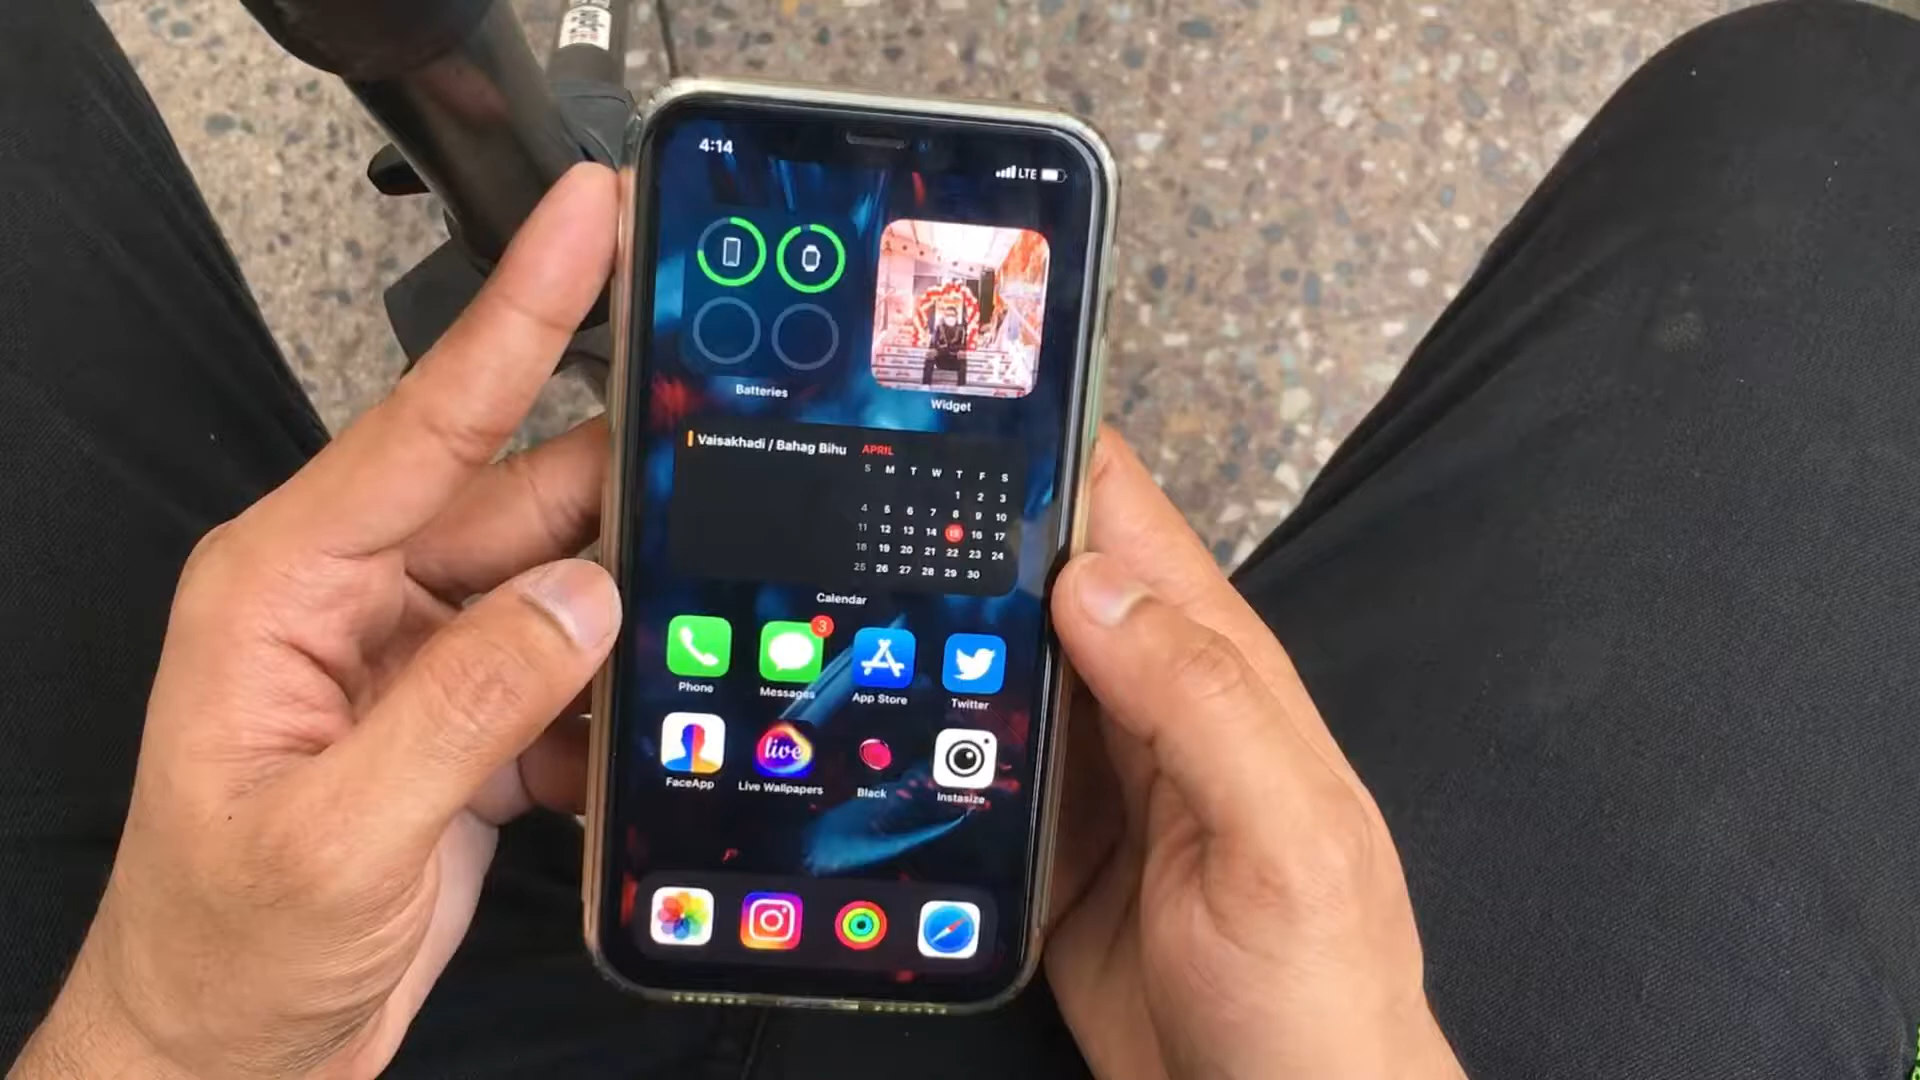 4:14
LTE
Batteries
Widget
Vaisakhadi / Bahag Bihu
APRIL
S M T W T F S
1 2 3
4 5 6 7 8 9 10
11 12 13 14 15 16 17
18 19 20 21 22 23 24
25 26 27 28 29 30
Calendar
3
Phone
Messages
App Store
Twitter
live
FaceApp
Live Wallpapers
Black
Instasize